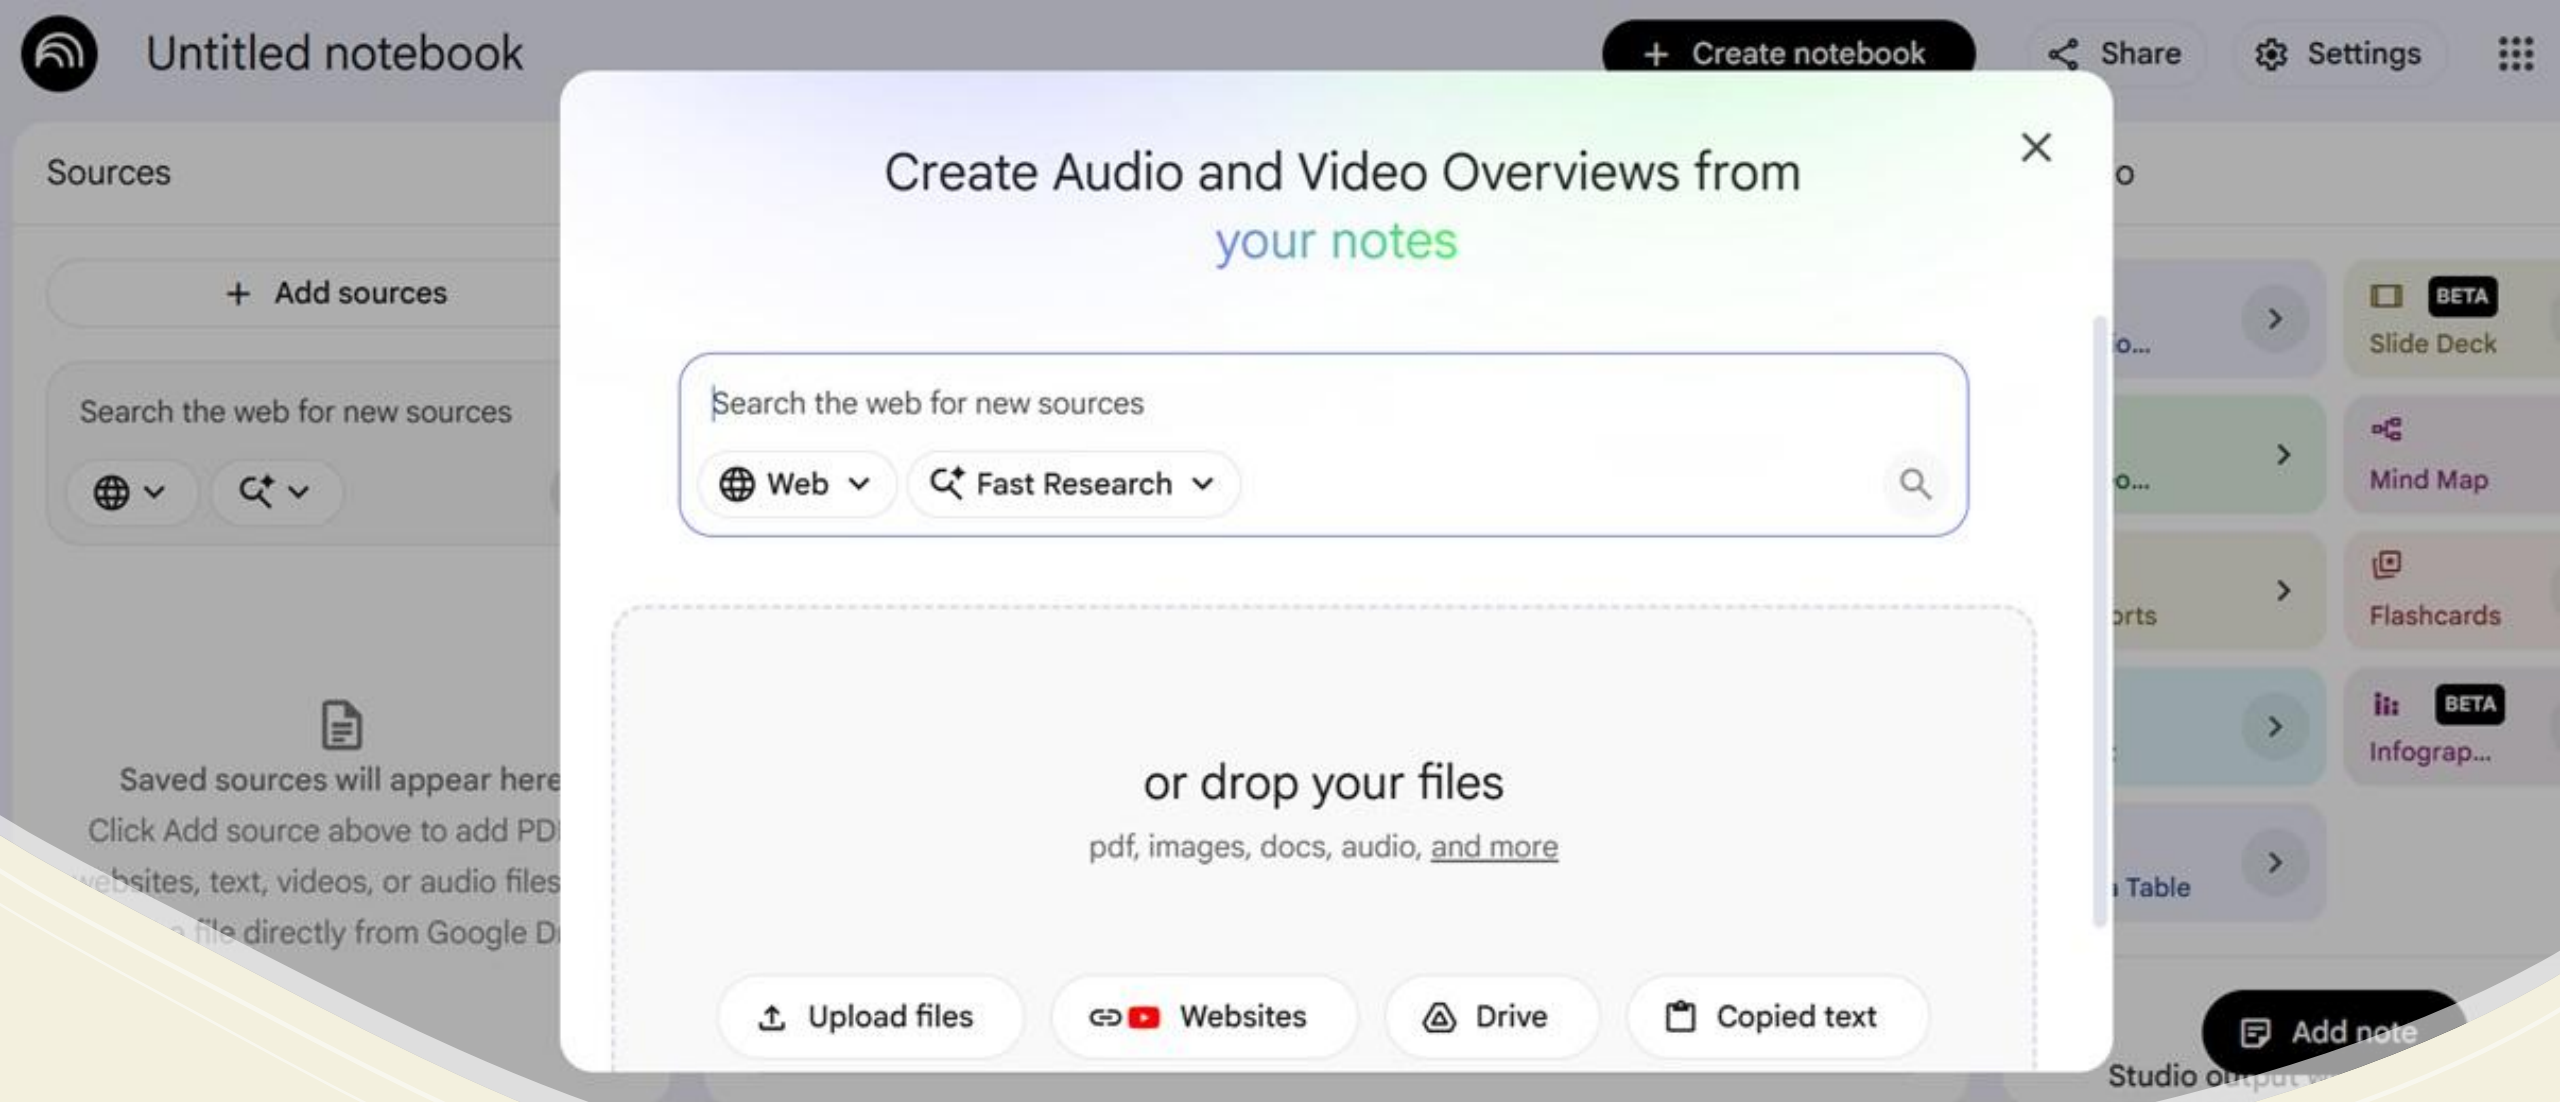 Untitled notebook
+ Create notebook
Share
Settings
Sources
+ Add sources
Search the web for new sources
Saved sources will appear here
Click Add source above to add PD
websites, text, videos, or audio files
file directly from Google D
Create Audio and Video Overviews from
your notes
Search the web for new sources
Web
Fast Research
or drop your files
pdf, images, docs, audio, and more
Upload files
Websites
Drive
Copied text
o
o...
BETA
Slide Deck
o...
Mind Map
orts
Flashcards
BETA
Infograp...
Table
Add note
Studio output